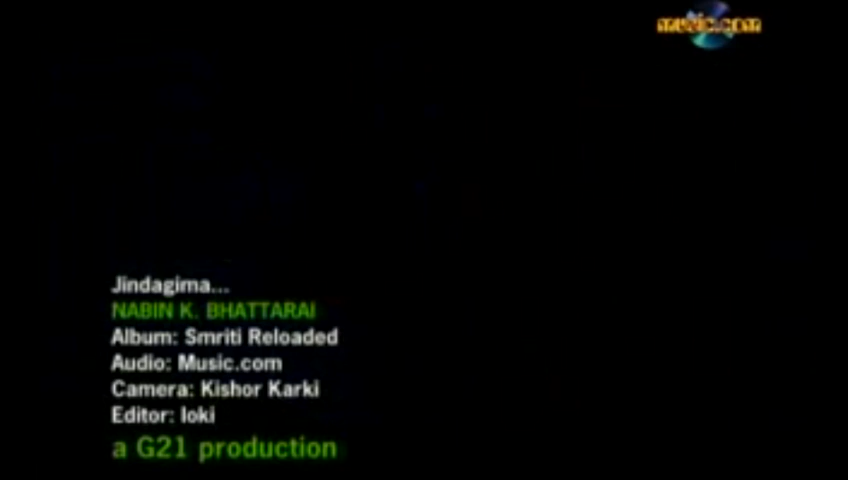 music.com
Jindagima...
NABIN K. BHATTARAI
Album: Smriti Reloaded
Audio: Music.com
Camera: Kishor Karki
Editor: loki
a G21 production